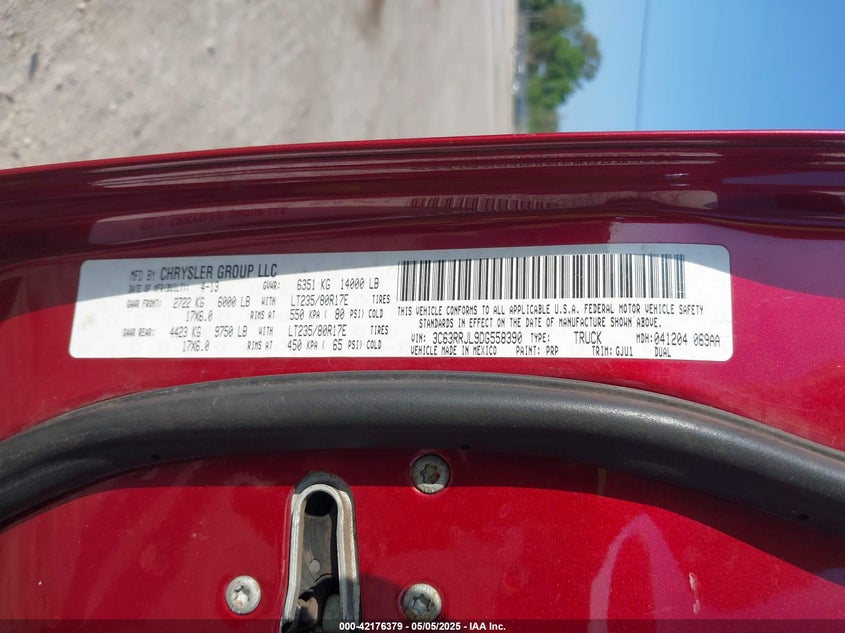 MFD BY CHRYSLER GROUP LLC
DATE OF MFR(BUILT): 4-13 GVWR: 6351 KG 14000 LB
GAWR FRONT: 2722 KG 6000 LB WITH LT235/80R17E TIRES
17X6.0 RIMS AT 550 KPA ( 80 PSI) COLD
GAWR REAR: 4423 KG 9750 LB WITH LT235/80R17E TIRES
17X6.0 RIMS AT 450 KPA ( 65 PSI) COLD
THIS VEHICLE CONFORMS TO ALL APPLICABLE U.S.A. FEDERAL MOTOR VEHICLE SAFETY
STANDARDS IN EFFECT ON THE DATE OF MANUFACTURE SHOWN ABOVE.
VIN: 3C63RRJL9DG558390 TYPE: TRUCK MDH: 041204 069AA
VEHICLE MADE IN MEXICO PAINT: PRP TRIM: GJU1 DUAL
000-42176379 - 05/05/2025 - IAA Inc.